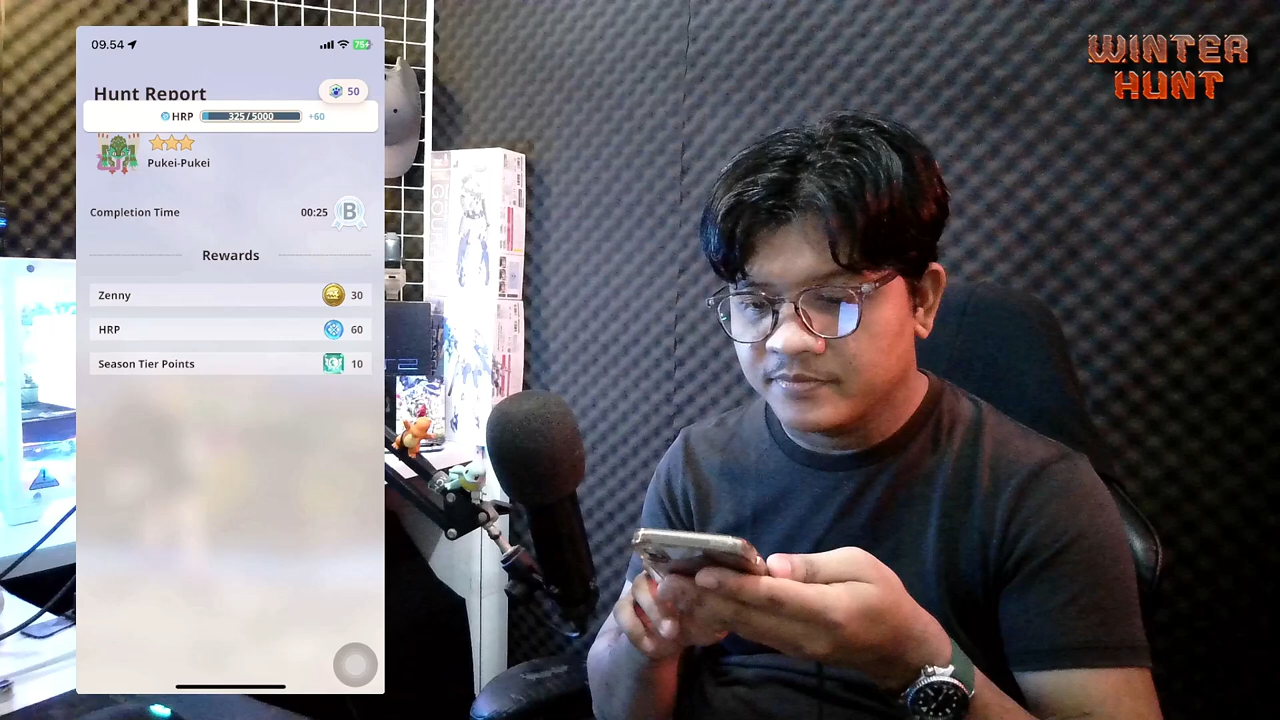 09.54
75
Hunt Report
50
HRP 325/5000 +60
Pukei-Pukei
Completion Time 00:25 B
Rewards
Zenny 30
HRP 60
Season Tier Points 10
WINTER
HUNT